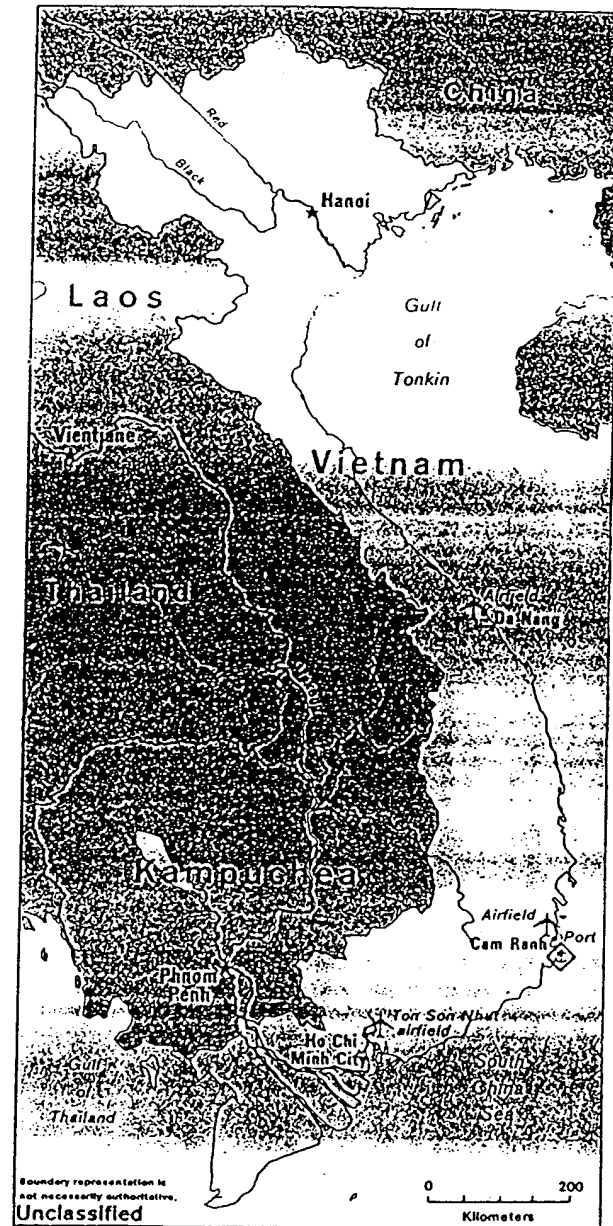 China
Red
Black
Hanoi
Laos
Gulf
of
Tonkin
Vientiane
Vietnam
Thailand
Airfield
Da Nang
Kampuchea
Airfield
Cam Ranh
Port
Phnom
Penh
Ton Son Nhut
airfield
Ho Chi
Minh City
Gulf
of
Thailand
South
China
Sea
Boundary representation is
not necessarily authoritative.
Unclassified
0 200
Kilometers